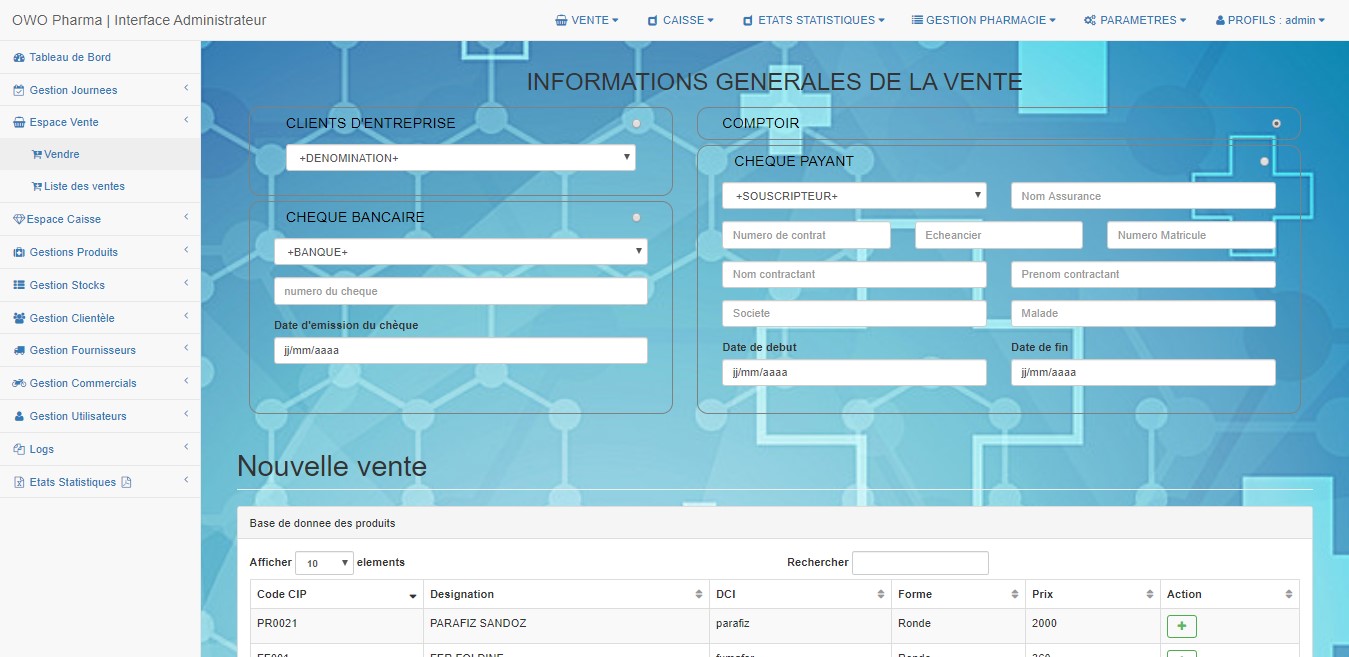 OWO Pharma | Interface Administrateur
VENTE
CAISSE
ETATS STATISTIQUES
GESTION PHARMACIE
PARAMETRES
PROFILS : admin
Tableau de Bord
Gestion Journees
Espace Vente
Vendre
Liste des ventes
Espace Caisse
Gestions Produits
Gestion Stocks
Gestion Clientèle
Gestion Fournisseurs
Gestion Commercials
Gestion Utilisateurs
Logs
Etats Statistiques
INFORMATIONS GENERALES DE LA VENTE
CLIENTS D'ENTREPRISE
+DENOMINATION+
CHEQUE BANCAIRE
+BANQUE+
numero du cheque
Date d'emission du chèque
jj/mm/aaaa
COMPTOIR
CHEQUE PAYANT
+SOUSCRIPTEUR+
Nom Assurance
Numero de contrat
Echeancier
Numero Matricule
Nom contractant
Prenom contractant
Societe
Malade
Date de debut
Date de fin
jj/mm/aaaa
jj/mm/aaaa
Nouvelle vente
Base de donnee des produits
Afficher 10 elements
Rechercher
Code CIP Designation DCI Forme Prix Action
PR0021 PARAFIZ SANDOZ parafiz Ronde 2000